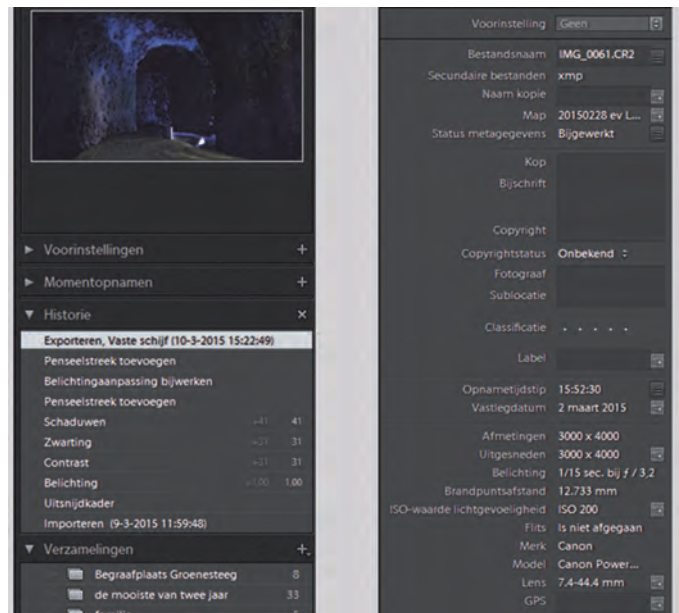 Voorinstellingen
Momentopnamen
Historie
Exporteren, Vaste schijf (10-3-2015 15:22:49)
Penseelstreek toevoegen
Belichtingaanpassing bijwerken
Penseelstreek toevoegen
Schaduwen +41 41
Zwarting +31 31
Contrast +31 31
Belichting +1,00 1,00
Uitsnijdkader
Importeren (9-3-2015 11:59:48)
Verzamelingen
Begraafplaats Groenesteeg 8
de mooiste van twee jaar 33
familie
Voorinstelling Geen
Bestandsnaam IMG_0061.CR2
Secundaire bestanden xmp
Naam kopie
Map 20150228 ev L...
Status metagegevens Bijgewerkt
Kop
Bijschrift
Copyright
Copyrightstatus Onbekend
Fotograaf
Sublocatie
Classificatie . . . . .
Label
Opnametijdstip 15:52:30
Vastlegdatum 2 maart 2015
Afmetingen 3000 x 4000
Uitgesneden 3000 x 4000
Belichting 1/15 sec. bij ƒ / 3,2
Brandpuntsafstand 12.733 mm
ISO-waarde lichtgevoeligheid ISO 200
Flits Is niet afgegaan
Merk Canon
Model Canon Power...
Lens 7.4-44.4 mm
GPS